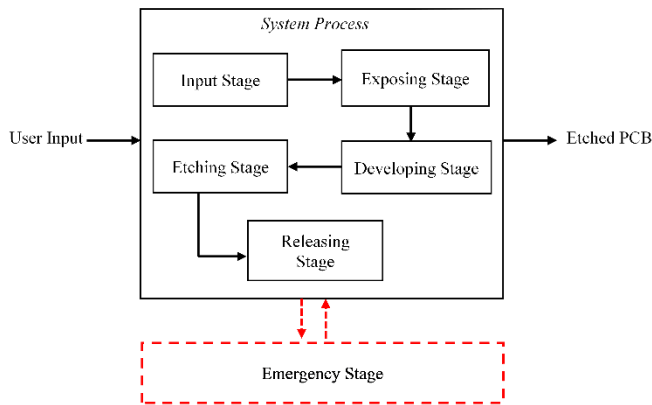 System Process
Input Stage
Exposing Stage
User Input
Etched PCB
Etching Stage
Developing Stage
Releasing
Stage
Emergency Stage